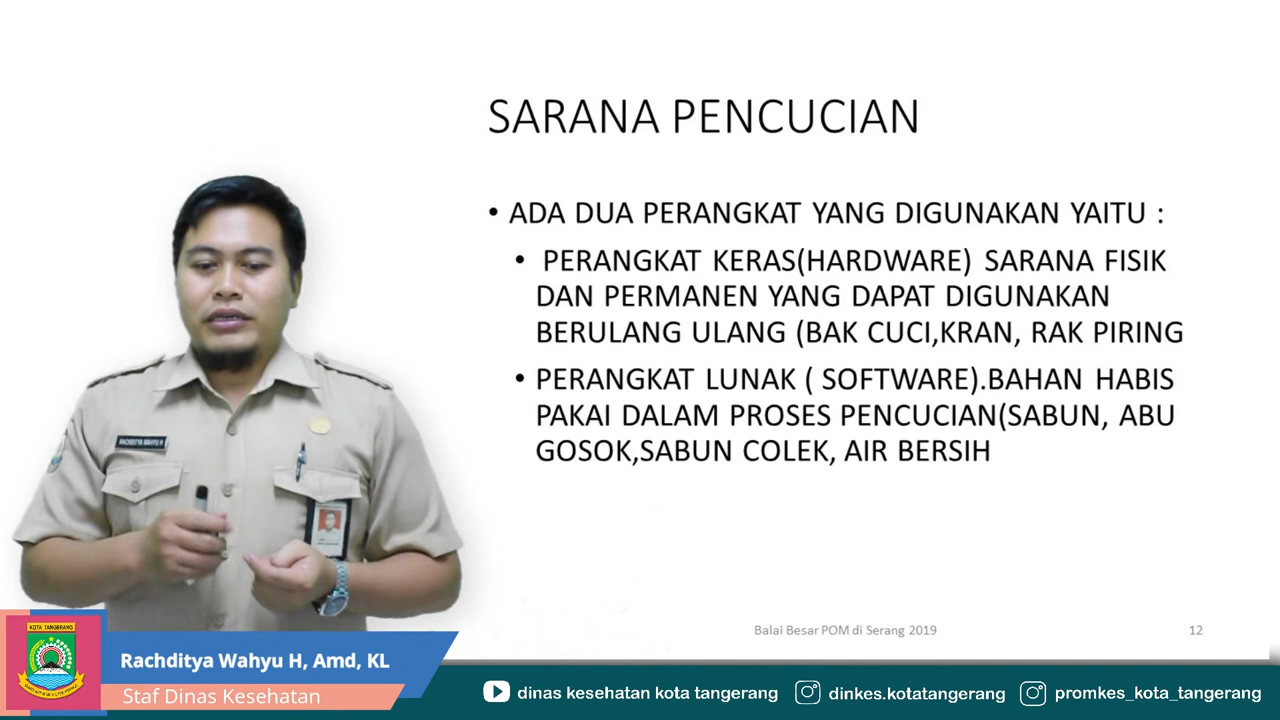 SARANA PENCUCIAN
• ADA DUA PERANGKAT YANG DIGUNAKAN YAITU :
• PERANGKAT KERAS(HARDWARE) SARANA FISIK
DAN PERMANEN YANG DAPAT DIGUNAKAN
BERULANG ULANG (BAK CUCI,KRAN, RAK PIRING
• PERANGKAT LUNAK ( SOFTWARE).BAHAN HABIS
PAKAI DALAM PROSES PENCUCIAN(SABUN, ABU
GOSOK,SABUN COLEK, AIR BERSIH
RACHDITYA WAHYU H
Balai Besar POM di Serang 2019
12
KOTA TANGERANG
Rachditya Wahyu H, Amd, KL
Staf Dinas Kesehatan
dinas kesehatan kota tangerang
dinkes.kotatangerang
promkes_kota_tangerang